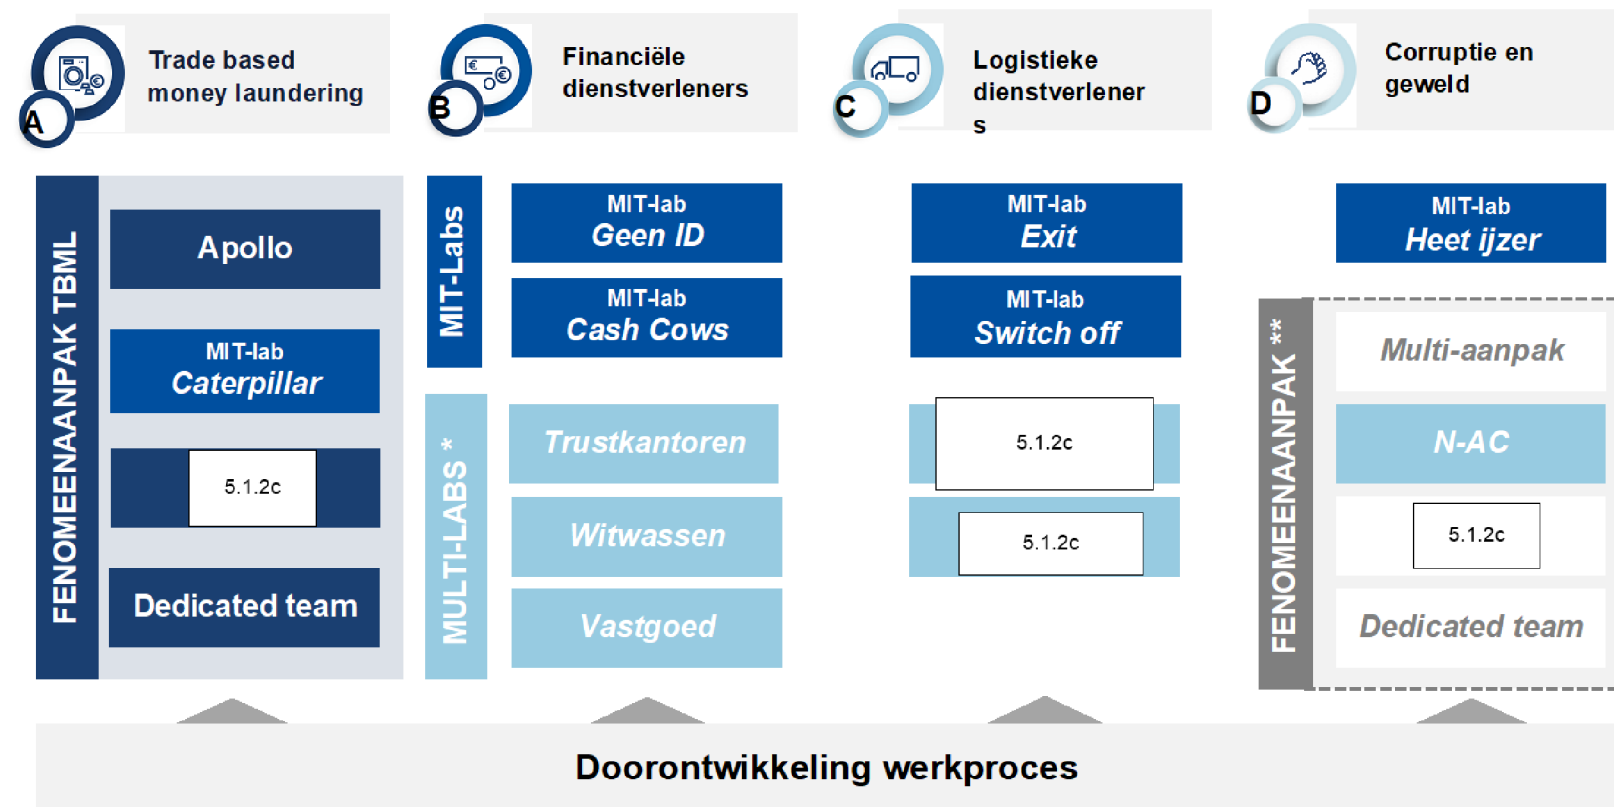 A
Trade based
money laundering
B
Financiële
dienstverleners
C
Logistieke
dienstverlener
s
D
Corruptie en
geweld
FENOMEENAANPAK TBML
Apollo
MIT-lab
Caterpillar
5.1.2c
Dedicated team
MIT-Labs
MIT-lab
Geen ID
MIT-lab
Cash Cows
MULTI-LABS *
Trustkantoren
Witwassen
Vastgoed
MIT-lab
Exit
MIT-lab
Switch off
5.1.2c
5.1.2c
MIT-lab
Heet ijzer
FENOMEENAANPAK **
Multi-aanpak
N-AC
5.1.2c
Dedicated team
Doorontwikkeling werkproces